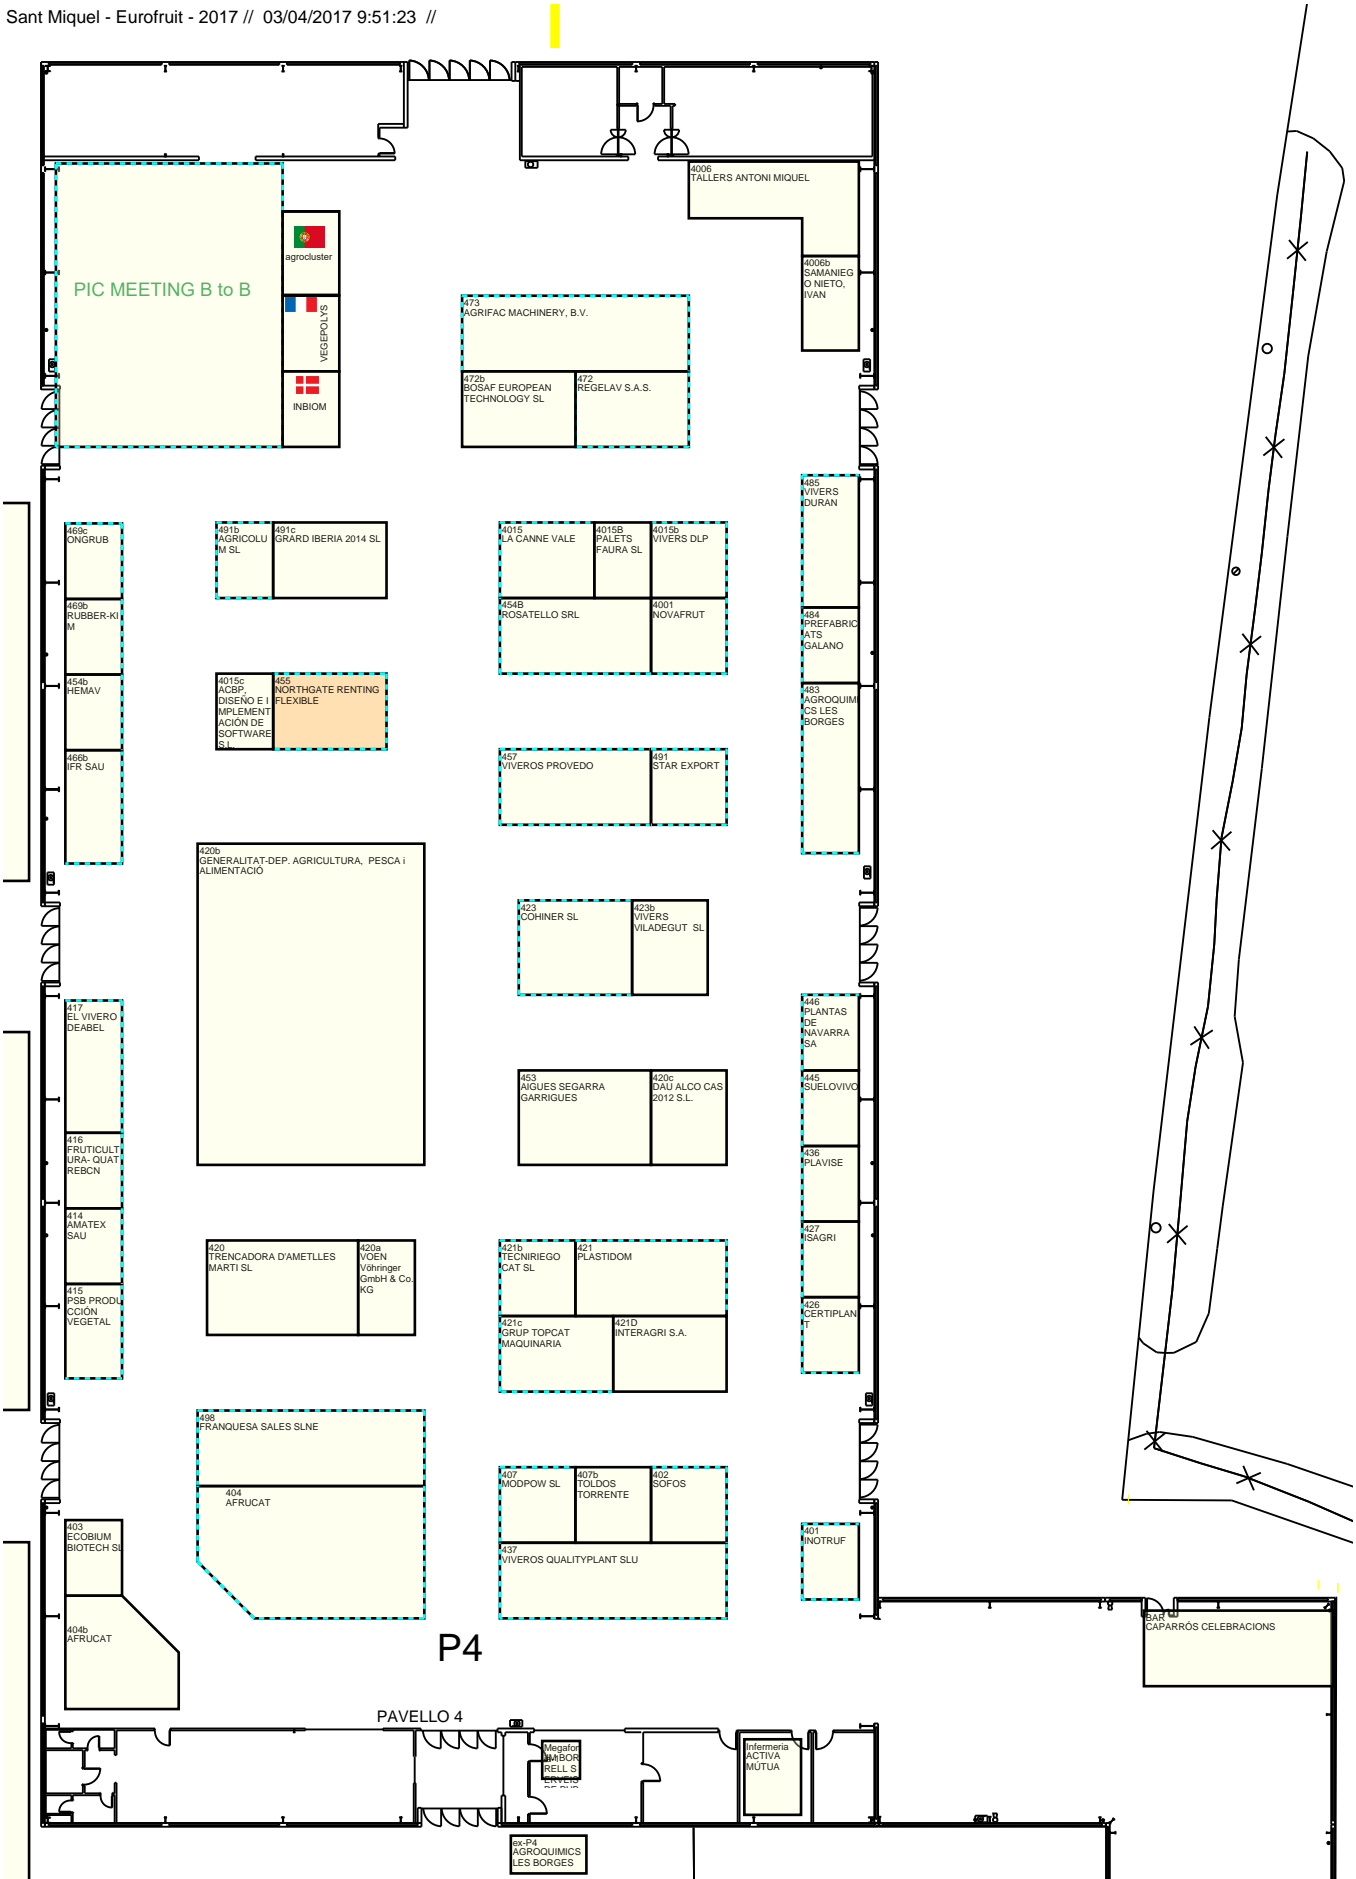 Sant Miquel - Eurofruit - 2017 // 03/04/2017 9:51:23 //
4006
TALLERS ANTONI MIQUEL
agrocluster
4006b
SAMANIEG
O NIETO,
IVAN
PIC MEETING B to B
VEGEPOLYS
473
AGRIFAC MACHINERY, B.V.
INBIOM
472b
BOSAF EUROPEAN
TECHNOLOGY SL
472
REGELAV S.A.S.
485
VIVERS
DURAN
469c
ONGRUB
491b
AGRICOLU
M SL
491c
GRARD IBERIA 2014 SL
4015
LA CANNE VALE
4015B
PALETS
FAURA SL
4015b
VIVERS DLP
469b
RUBBER-KI
M
454B
ROSATELLO SRL
4001
NOVAFRUT
484
PREFABRIC
ATS
GALANO
454b
HEMAV
4015c
ACBP,
DISEÑO E I
MPLEMENT
ACIÓN DE
SOFTWARE
S.L.
455
NORTHGATE RENTING
FLEXIBLE
483
AGROQUIMI
CS LES
BORGES
466b
IFR SAU
457
VIVEROS PROVEDO
491
STAR EXPORT
420b
GENERALITAT-DEP. AGRICULTURA, PESCA i
ALIMENTACIÓ
423
COHINER SL
423b
VIVERS
VILADEGUT SL
417
EL VIVERO
DEABEL
446
PLANTAS
DE
NAVARRA
SA
453
AIGUES SEGARRA
GARRIGUES
420c
DAU ALCO CAS
2012 S.L.
445
SUELOVIVO
416
FRUTICULT
URA- QUAT
REBCN
436
PLAVISE
414
AMATEX
SAU
427
ISAGRI
420
TRENCADORA D'AMETLLES
MARTI SL
420a
VOEN
Vöhringer
GmbH & Co.
KG
421b
TECNIRIEGO
CAT SL
421
PLASTIDOM
415
PSB PRODU
CCIÓN
VEGETAL
426
CERTIPLAN
T
421c
GRUP TOPCAT
MAQUINARIA
421D
INTERAGRI S.A.
498
FRANQUESA SALES SLNE
404
AFRUCAT
407
MODPOW SL
407b
TOLDOS
TORRENTE
402
SOFOS
403
ECOBIUM
BIOTECH SL
401
INOTRUF
437
VIVEROS QUALITYPLANT SLU
404b
AFRUCAT
BAR
CAPARRÓS CELEBRACIONS
P4
PAVELLO 4
Megafon
BOR
RELL S
ERVEIS
Infermeria
ACTIVA
MÚTUA
ex-P4
AGROQUIMICS
LES BORGES